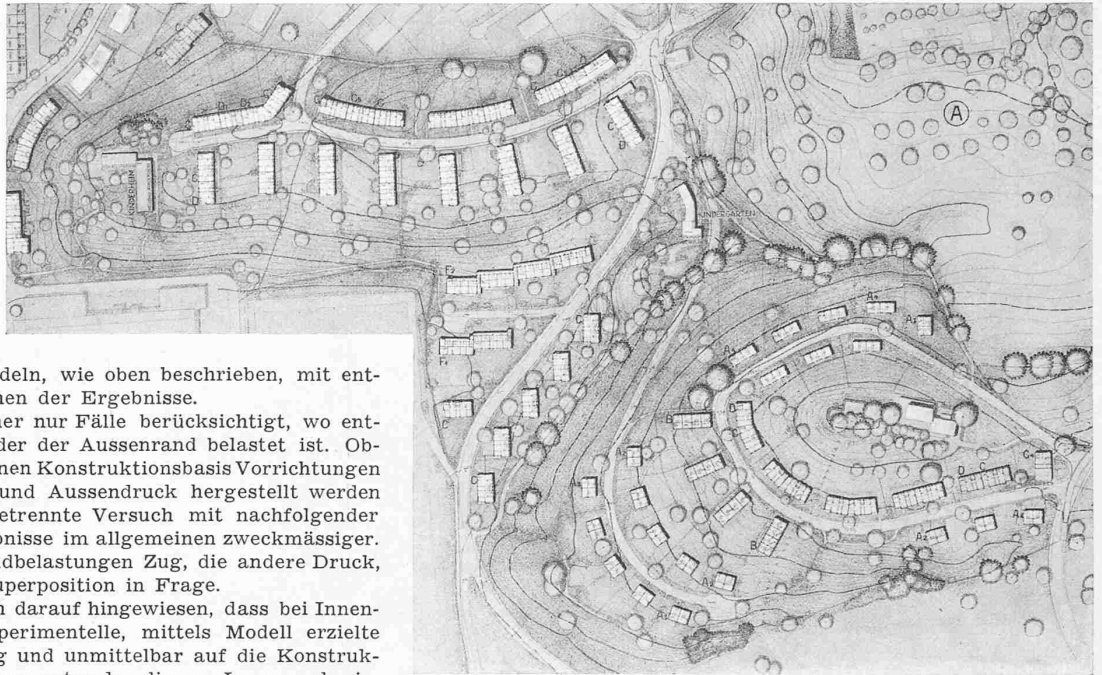 KINDERHEIM
KINDERGARTEN
A
deln, wie oben beschrieben, mit ent-
nen der Ergebnisse.
ner nur Fälle berücksichtigt, wo ent-
der der Aussenrand belastet ist. Ob-
nen Konstruktionsbasis Vorrichtungen
und Aussendruck hergestellt werden
etrennte Versuch mit nachfolgender
bnisse im allgemeinen zweckmässiger.
dbelastungen Zug, die andere Druck,
uperposition in Frage.
n darauf hingewiesen, dass bei Innen-
perimentelle, mittels Modell erzielte
g und unmittelbar auf die Konstruk-